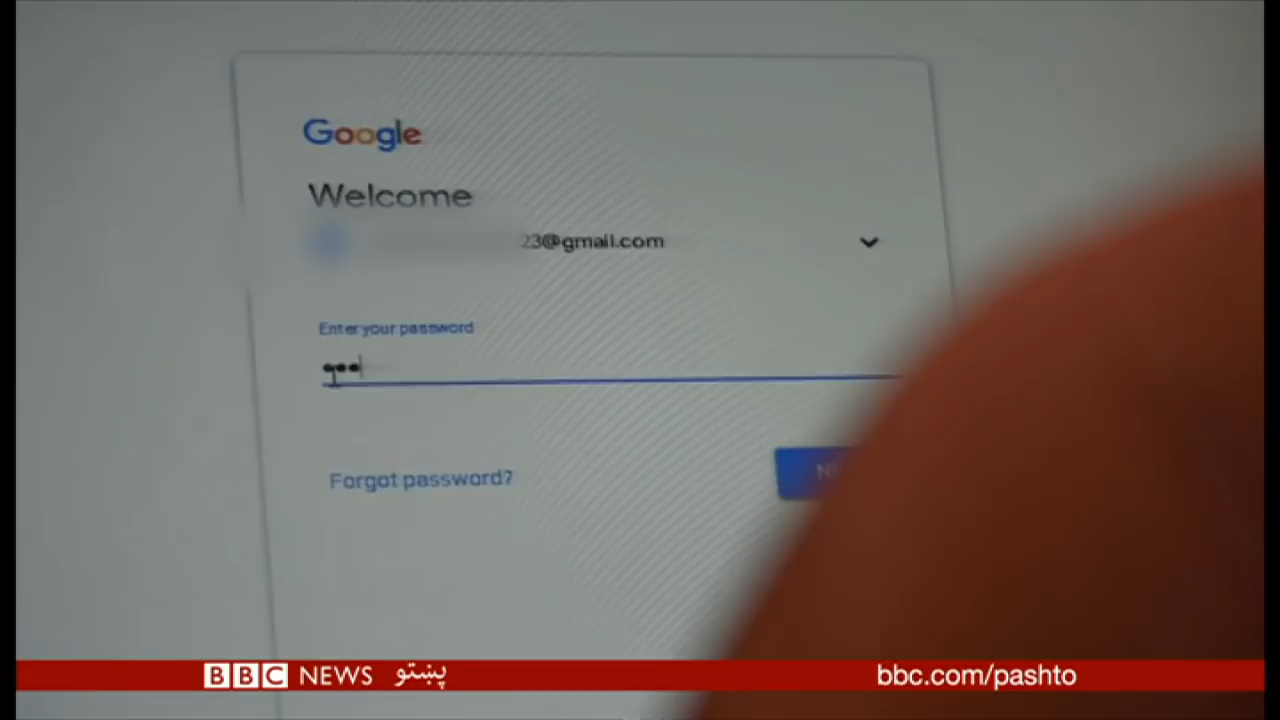 Google
Welcome
23@gmail.com
Enter your password
Forgot password?
BBC NEWS پښتو
bbc.com/pashto